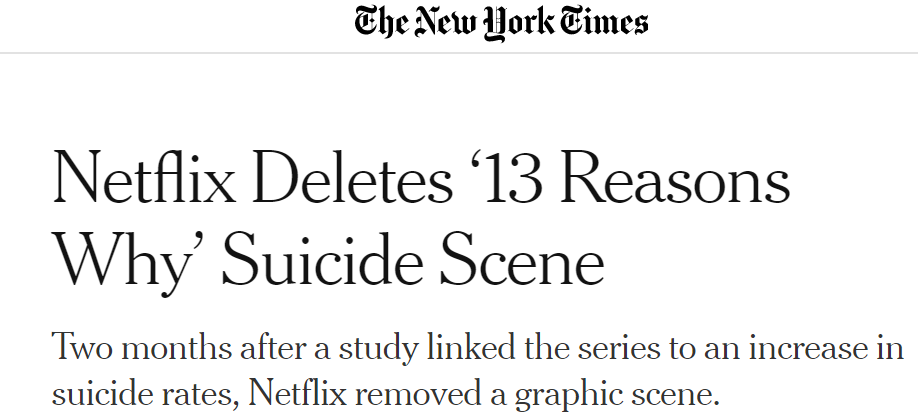 The New York Times
Netflix Deletes ‘13 Reasons
Why’ Suicide Scene
Two months after a study linked the series to an increase in
suicide rates, Netflix removed a graphic scene.